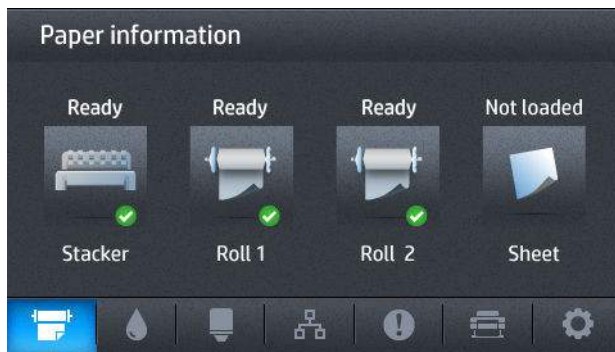 Paper information
Ready Ready Ready Not loaded
Stacker Roll 1 Roll 2 Sheet